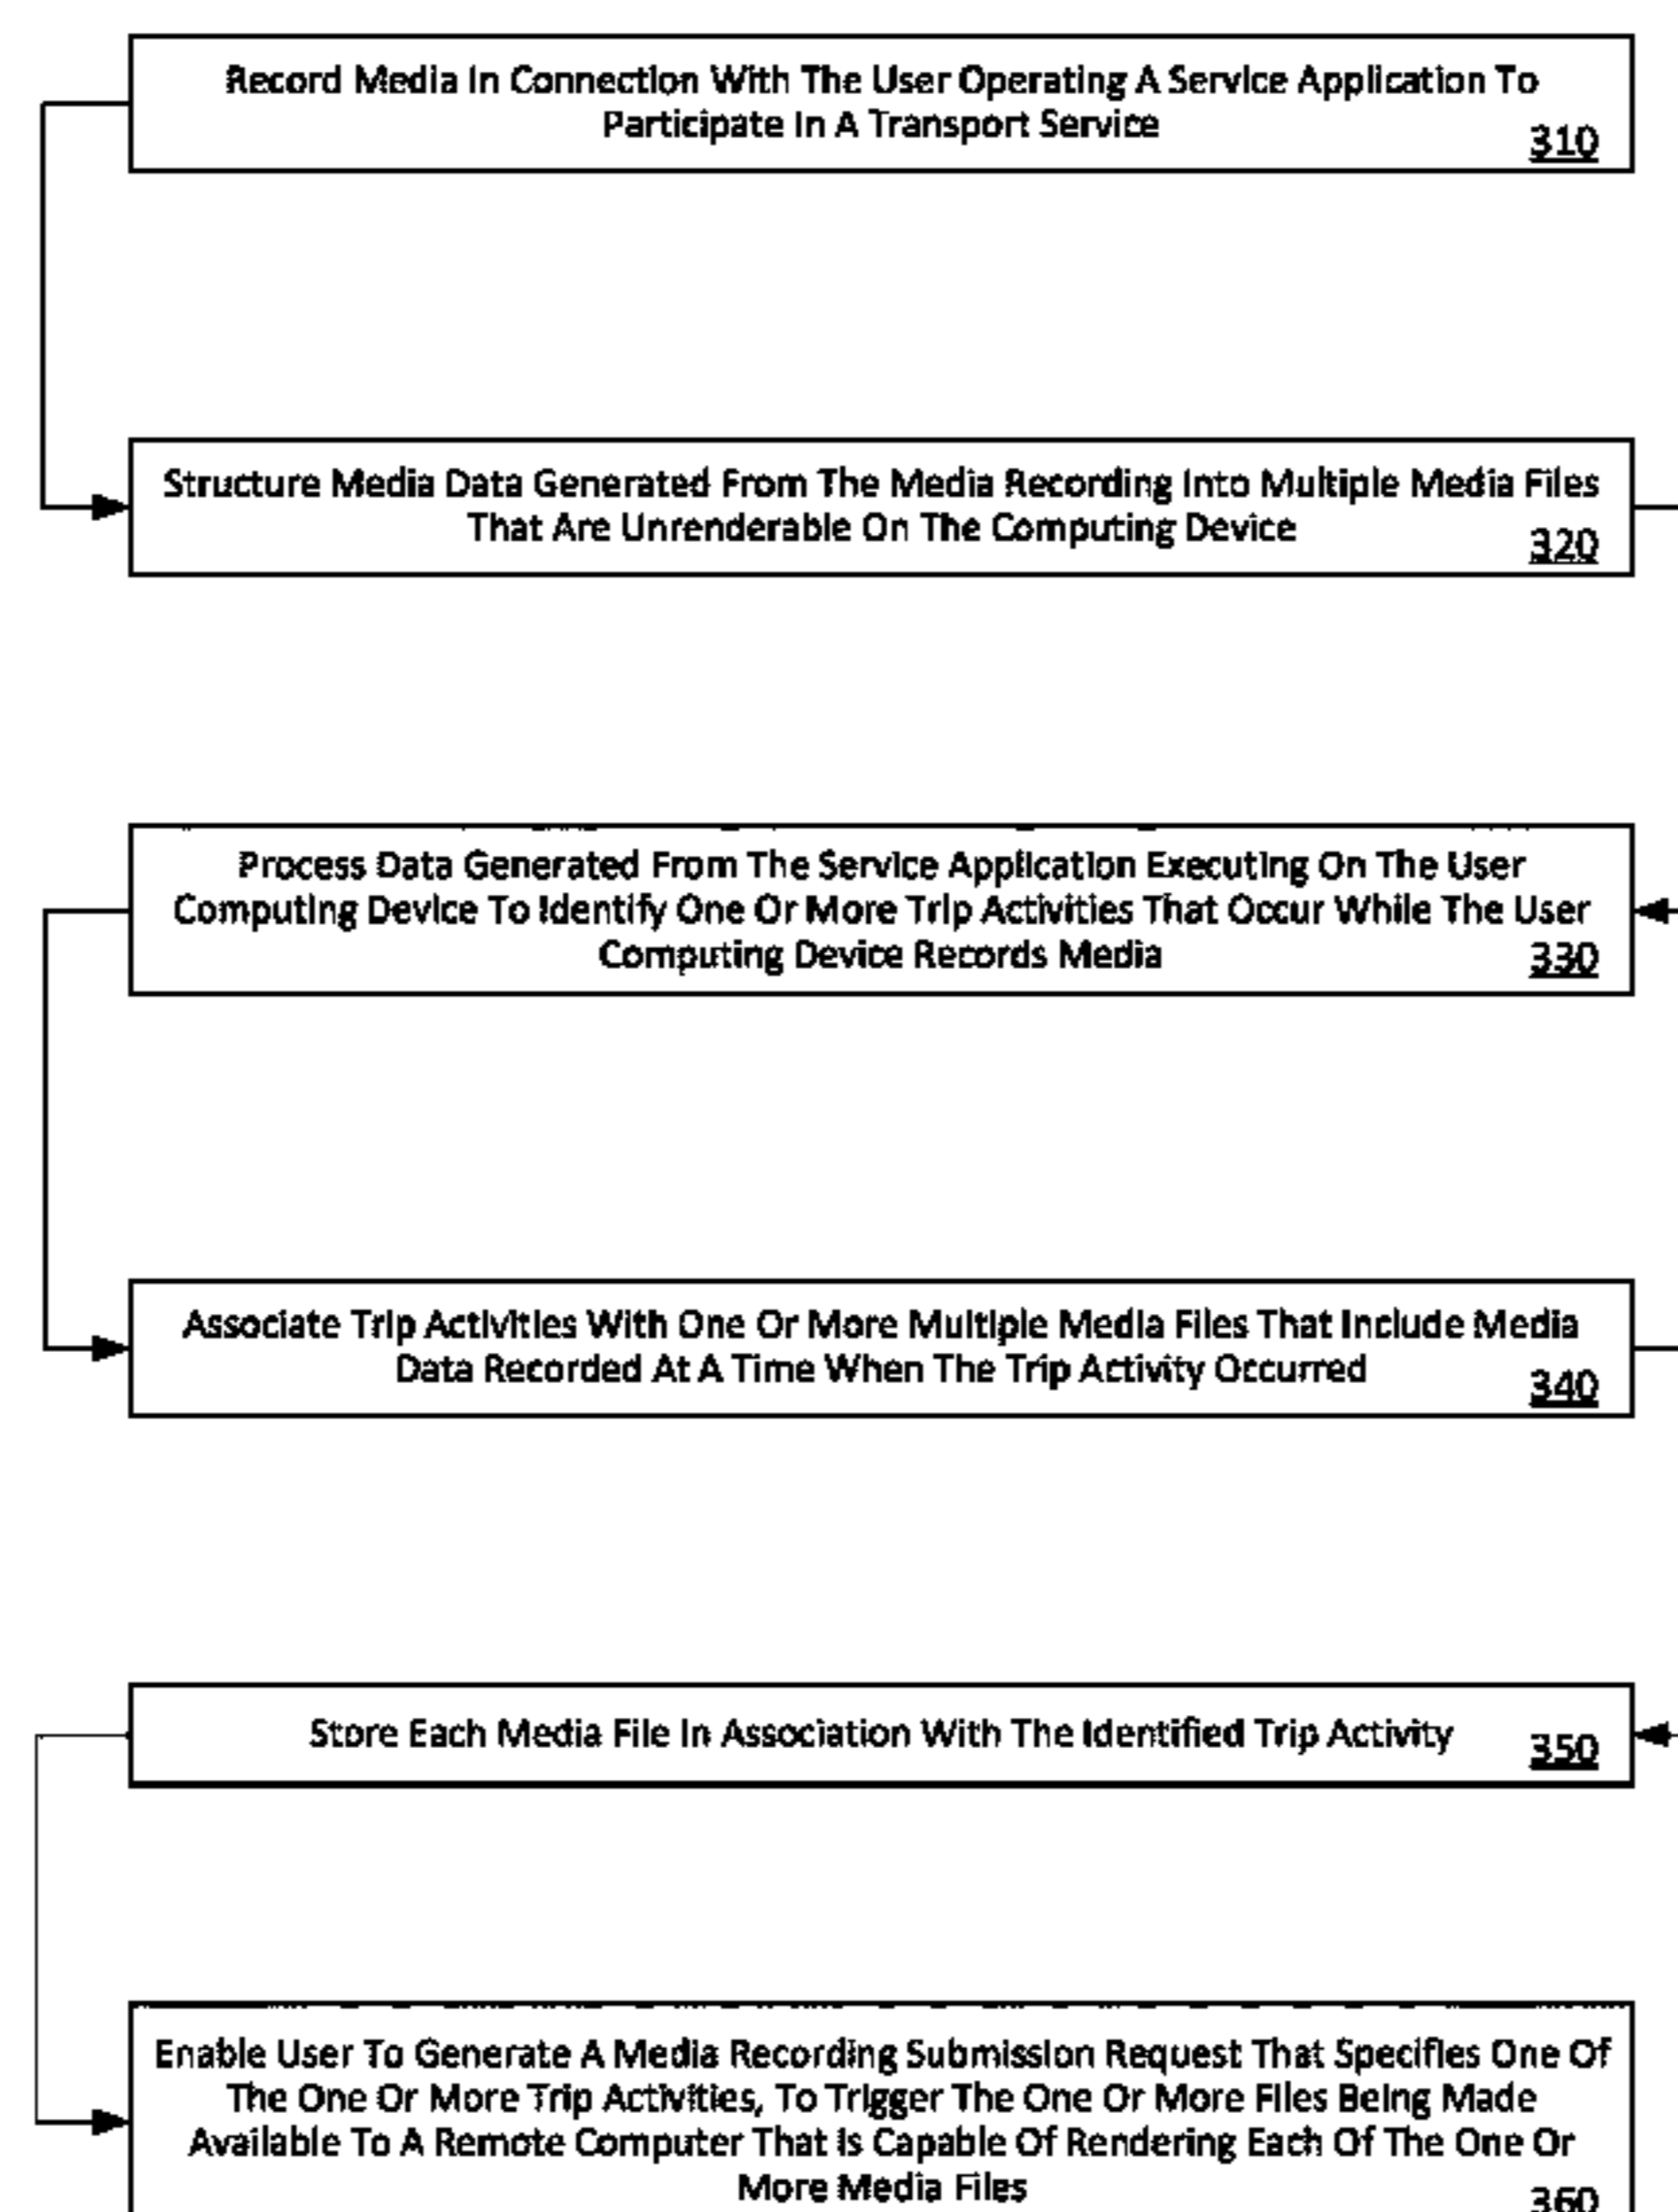 Record Media In Connection With The User Operating A Service Application To
Participate In A Transport Service
310
Structure Media Data Generated From The Media Recording Into Multiple Media Files
That Are Unrenderable On The Computing Device
320
Process Data Generated From The Service Application Executing On The User
Computing Device To Identify One Or More Trip Activities That Occur While The User
Computing Device Records Media
330
Associate Trip Activities With One Or More Multiple Media Files That Include Media
Data Recorded At A Time When The Trip Activity Occurred
340
Store Each Media File In Association With The Identified Trip Activity
350
Enable User To Generate A Media Recording Submission Request That Specifies One Of
The One Or More Trip Activities, To Trigger The One Or More Files Being Made
Available To A Remote Computer That Is Capable Of Rendering Each Of The One Or
More Media Files
360